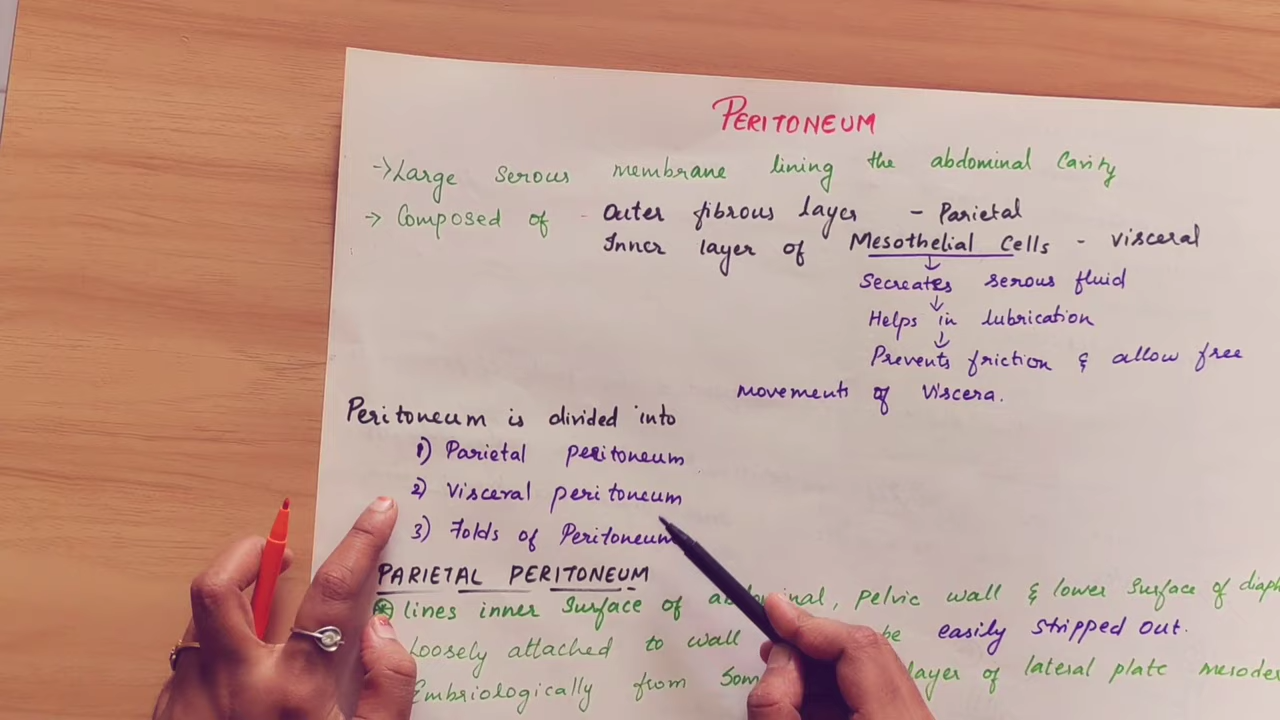 PERITONEUM
→ Large serous membrane lining the abdominal Cavity
→ Composed of - Outer fibrous layer - Parietal
Inner layer of Mesothelial Cells - visceral
↓
Secreates serous fluid
↓
Helps in lubrication
↓
Prevents friction & allow free
movements of Viscera.
Peritoneum is divided into
1) Parietal peritoneum
2) Visceral peritoneum
3) Folds of Peritoneum
PARIETAL PERITONEUM
lines inner Surface of abdominal, pelvic wall & lower Surface of
Loosely attached to wall be easily stripped out.
Embriologically from layer of lateral plate